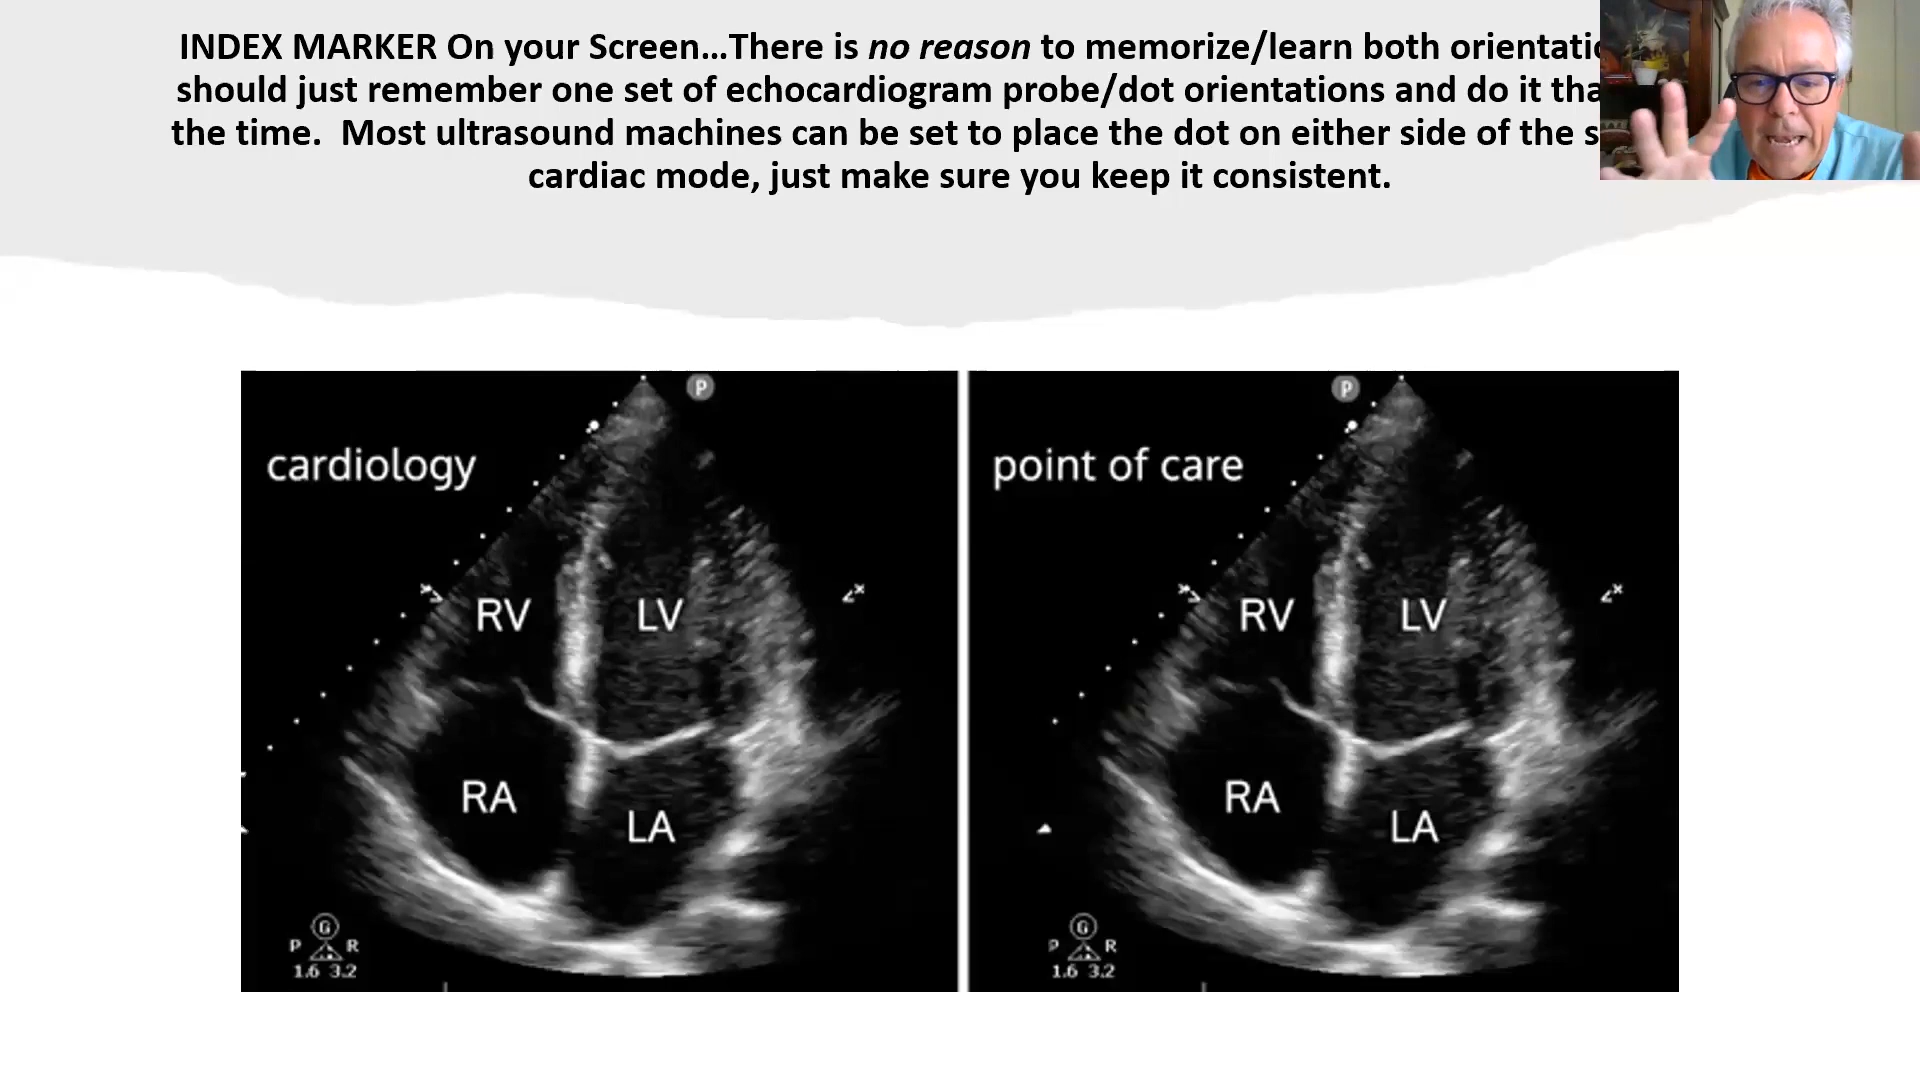 INDEX MARKER On your Screen...There is no reason to memorize/learn both
should just remember one set of echocardiogram probe/dot orientations and do it
the time. Most ultrasound machines can be set to place the dot on either side of the
cardiac mode, just make sure you keep it consistent.
P
cardiology
RV LV
RA
LA
G
P R
1.6 3.2
P
point of care
RV LV
RA
LA
G
P R
1.6 3.2